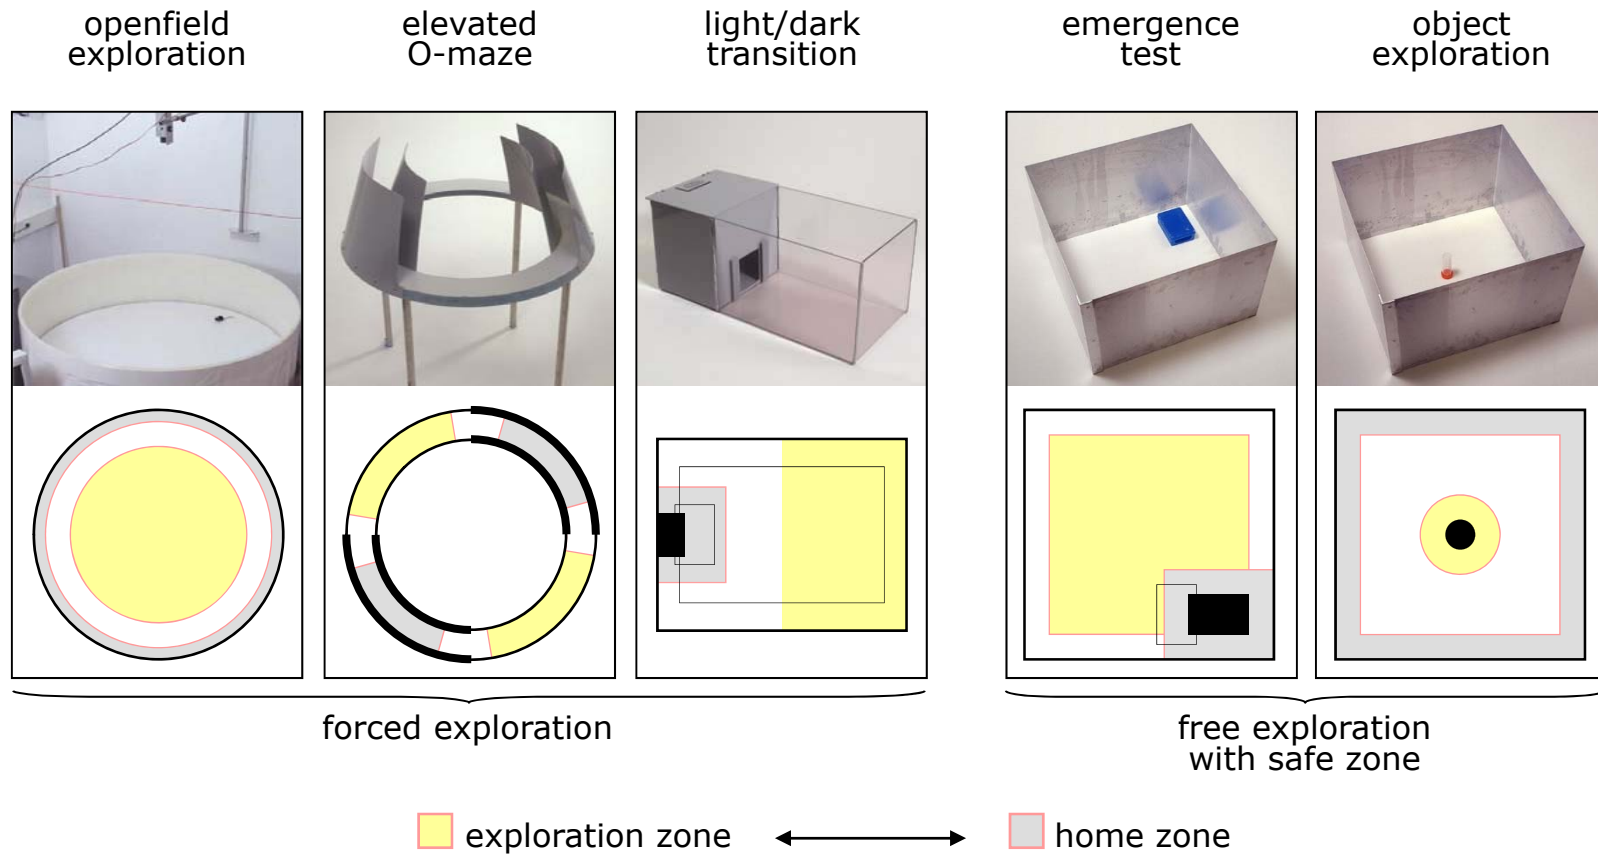 openfield
exploration
elevated
O-maze
light/dark
transition
emergence
test
object
exploration
forced exploration
free exploration
with safe zone
exploration zone
home zone